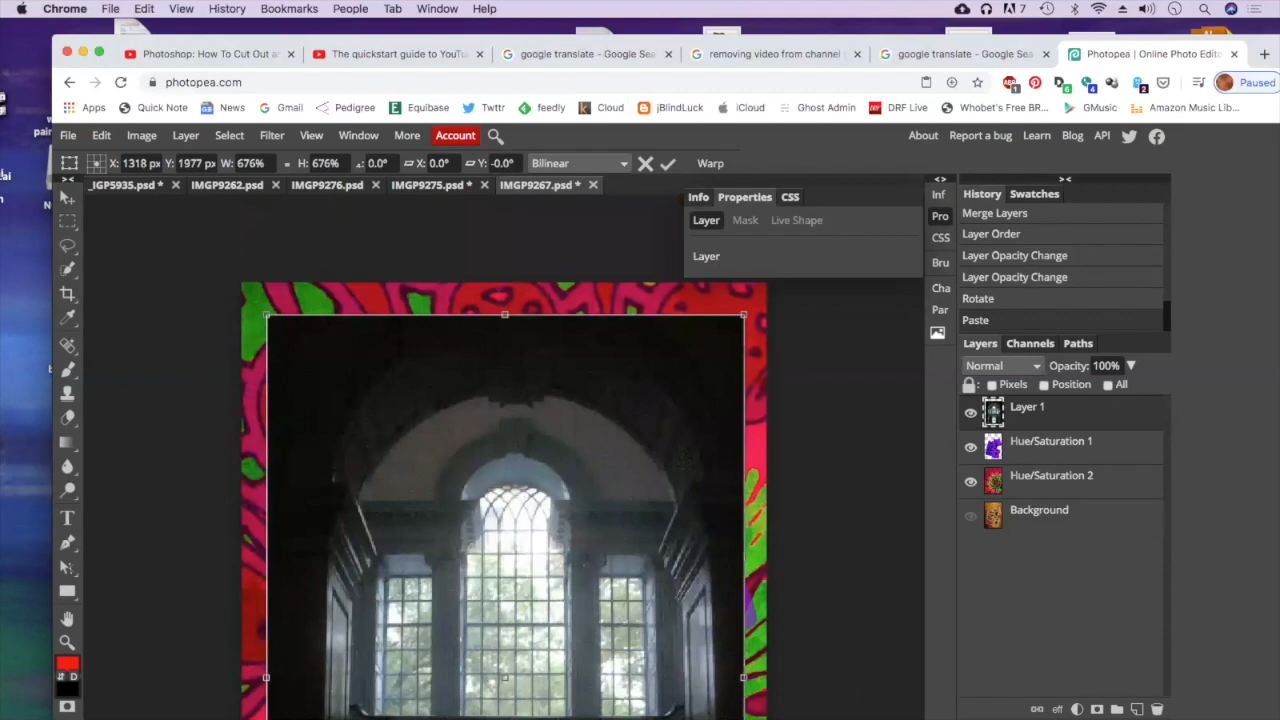 Chrome File Edit View History Bookmarks People Tab Window Help 7
Photoshop: How To Cut Out an The quickstart guide to YouTu google translate - Google Sea removing video from channel google translate - Google Sea Photopea | Online Photo Edito
photopea.com Paused
Apps Quick Note News Gmail Pedigree Equibase Twttr feedly Cloud jBlindLuck iCloud Ghost Admin DRF Live Whobet's Free BR... GMusic Amazon Music Lib...
File Edit Image Layer Select Filter View Window More Account About Report a bug Learn Blog API
X: 1318 px Y: 1977 px W: 676% H: 676% 0.0° X: 0.0° Y: -0.0° Bilinear Warp
_IGP5935.psd * IMGP9262.psd IMGP9276.psd IMGP9275.psd * IMGP9267.psd *
Info Properties CSS
Layer Mask Live Shape
Layer
Inf
Pro
CSS
Bru
Cha
Par
History Swatches
Merge Layers
Layer Order
Layer Opacity Change
Layer Opacity Change
Rotate
Paste
Layers Channels Paths
Normal Opacity: 100%
Pixels Position All
Layer 1
Hue/Saturation 1
Hue/Saturation 2
Background
eff